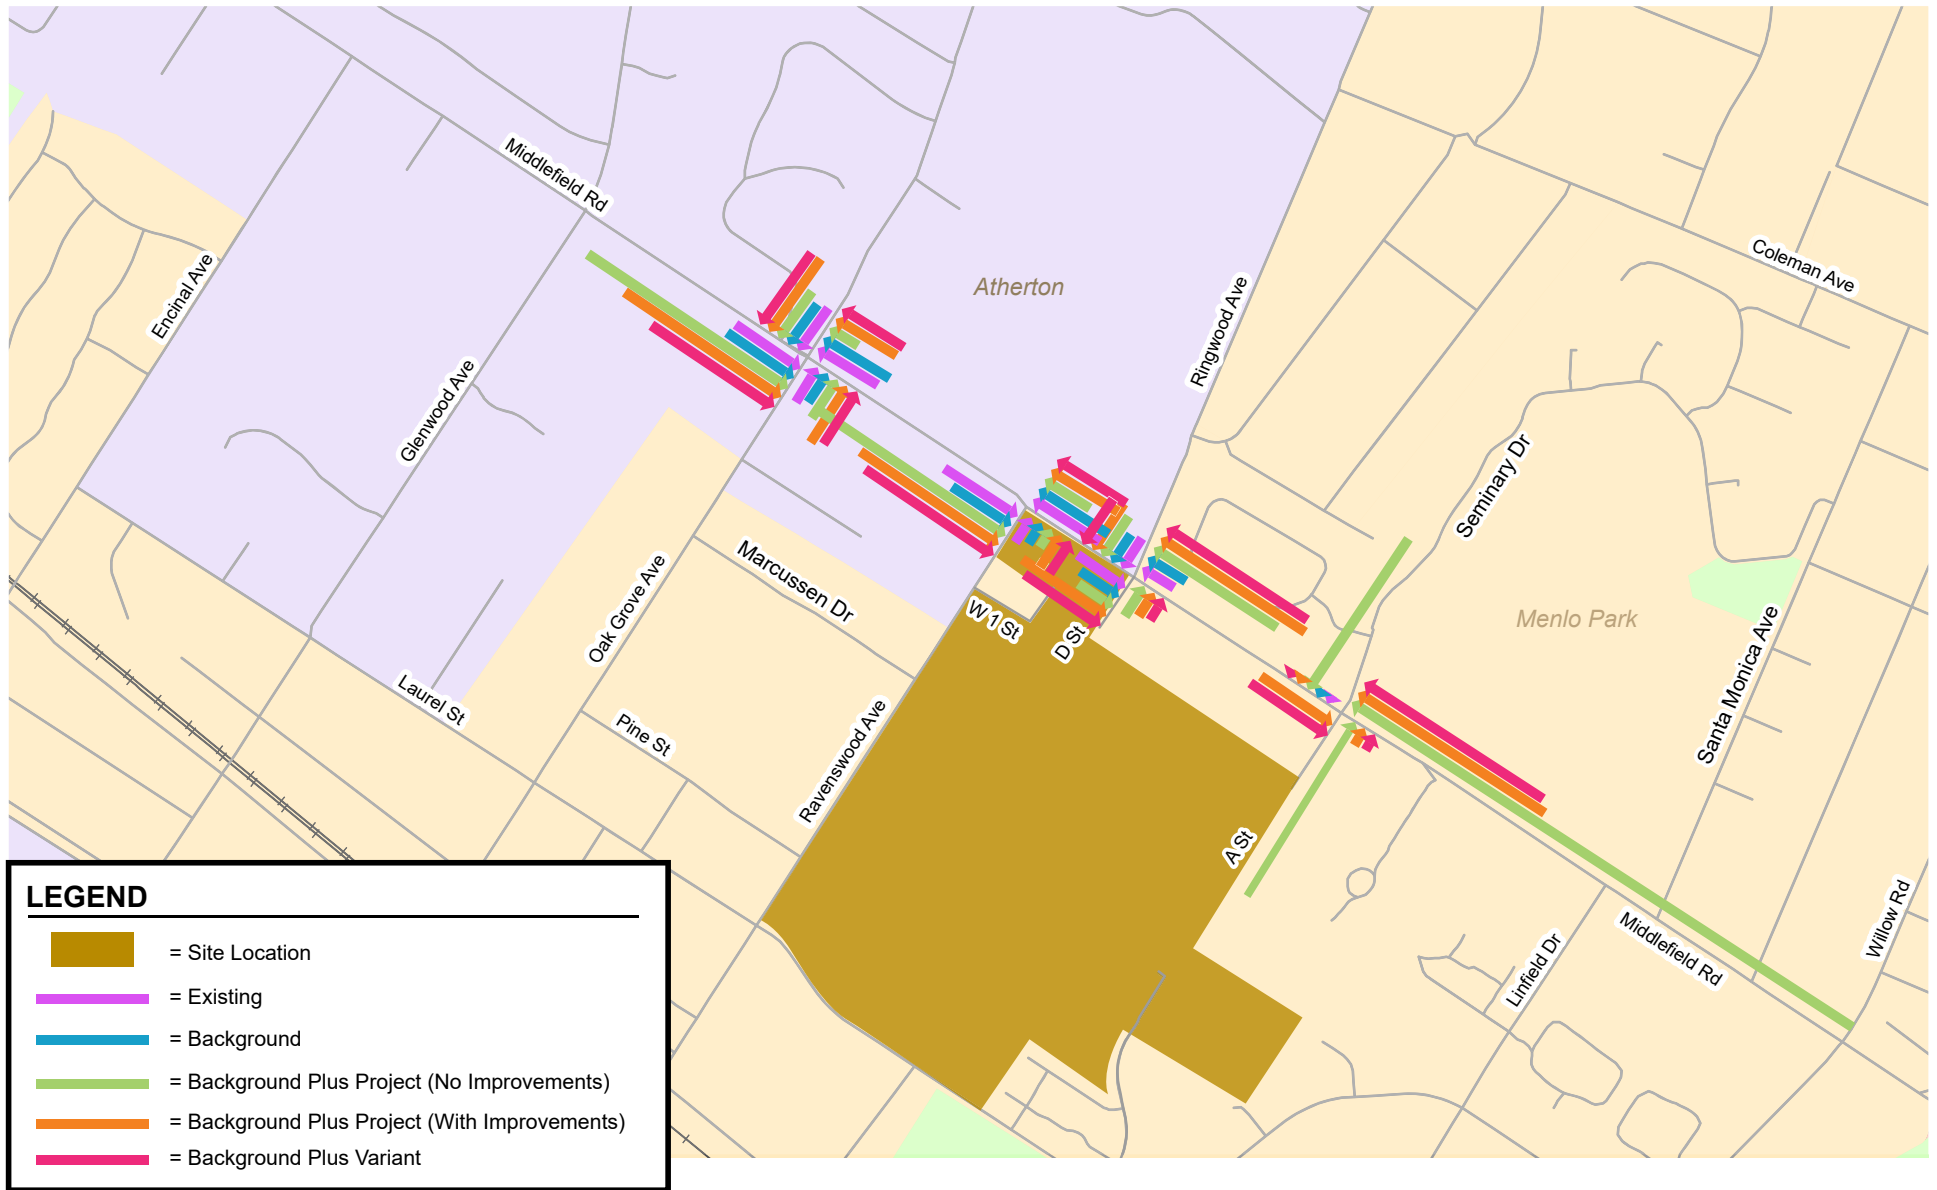 Middlefield Rd
Encinal Ave
Atherton
Coleman Ave
Ringwood Ave
Glenwood Ave
Seminary Dr
Oak Grove Ave
Marcussen Dr
W 1 St
D St
Menlo Park
Santa Monica Ave
Laurel St
Pine St
Ravenswood Ave
A St
Middlefield Rd
Linfield Dr
Willow Rd
LEGEND
= Site Location
= Existing
= Background
= Background Plus Project (No Improvements)
= Background Plus Project (With Improvements)
= Background Plus Variant